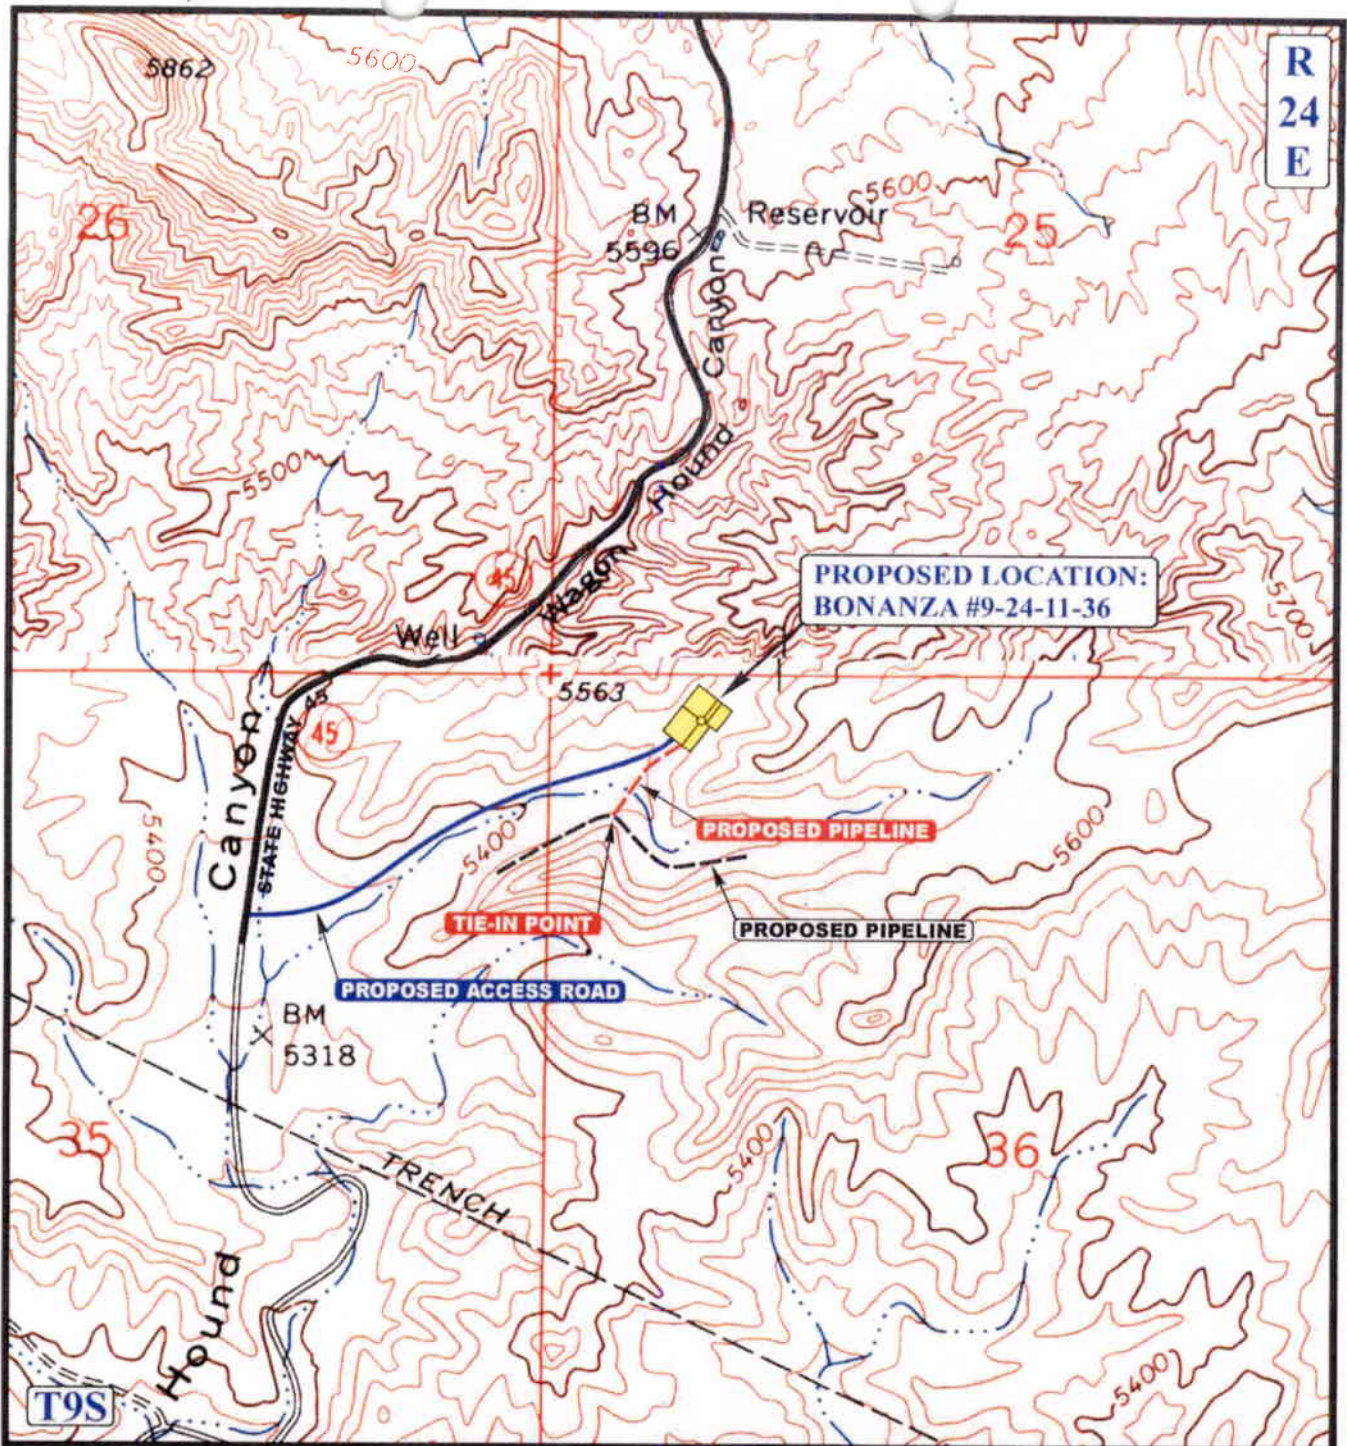 5862
5600
R
24
E
26
BM
5596
Reservoir
5600
25
Canyon
5500
Hound
45
Wagon
PROPOSED LOCATION:
BONANZA #9-24-11-36
5700
Well
5563
Canyon
STATE HIGHWAY 45
45
5400
5400
PROPOSED PIPELINE
5600
TIE-IN POINT
PROPOSED PIPELINE
PROPOSED ACCESS ROAD
BM
5318
35
TRENCH
5400
36
Hound
T9S
5400